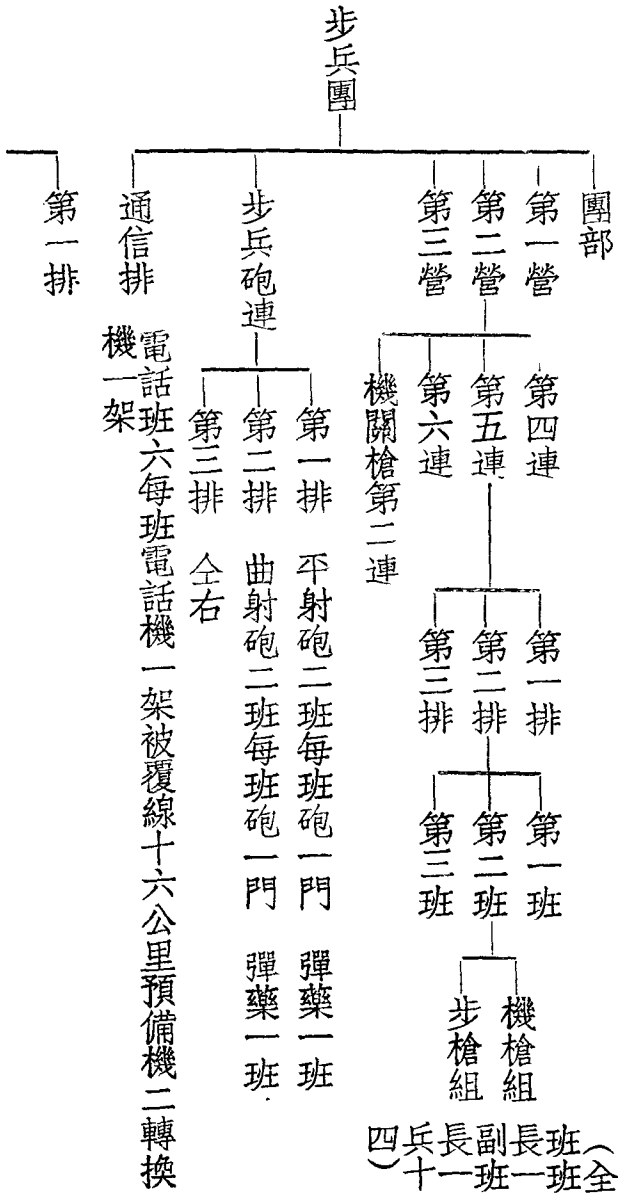 步兵團
團部
第一營
第二營
第三營
第四連
第五連
第六連
機關槍第二連
第一排
第二排
第三排
第一班
第二班
第三班
機槍組
步槍組
（全
班班
長一
副班
長一
兵十
四）
步兵砲連
第一排 平射砲二班每班砲一門 彈藥一班
第二排 曲射砲二班每班砲一門 彈藥一班
第三排 仝右
通信排
電話班六每班電話機一架被覆線十六公里預備機二轉換
機一架
第一排